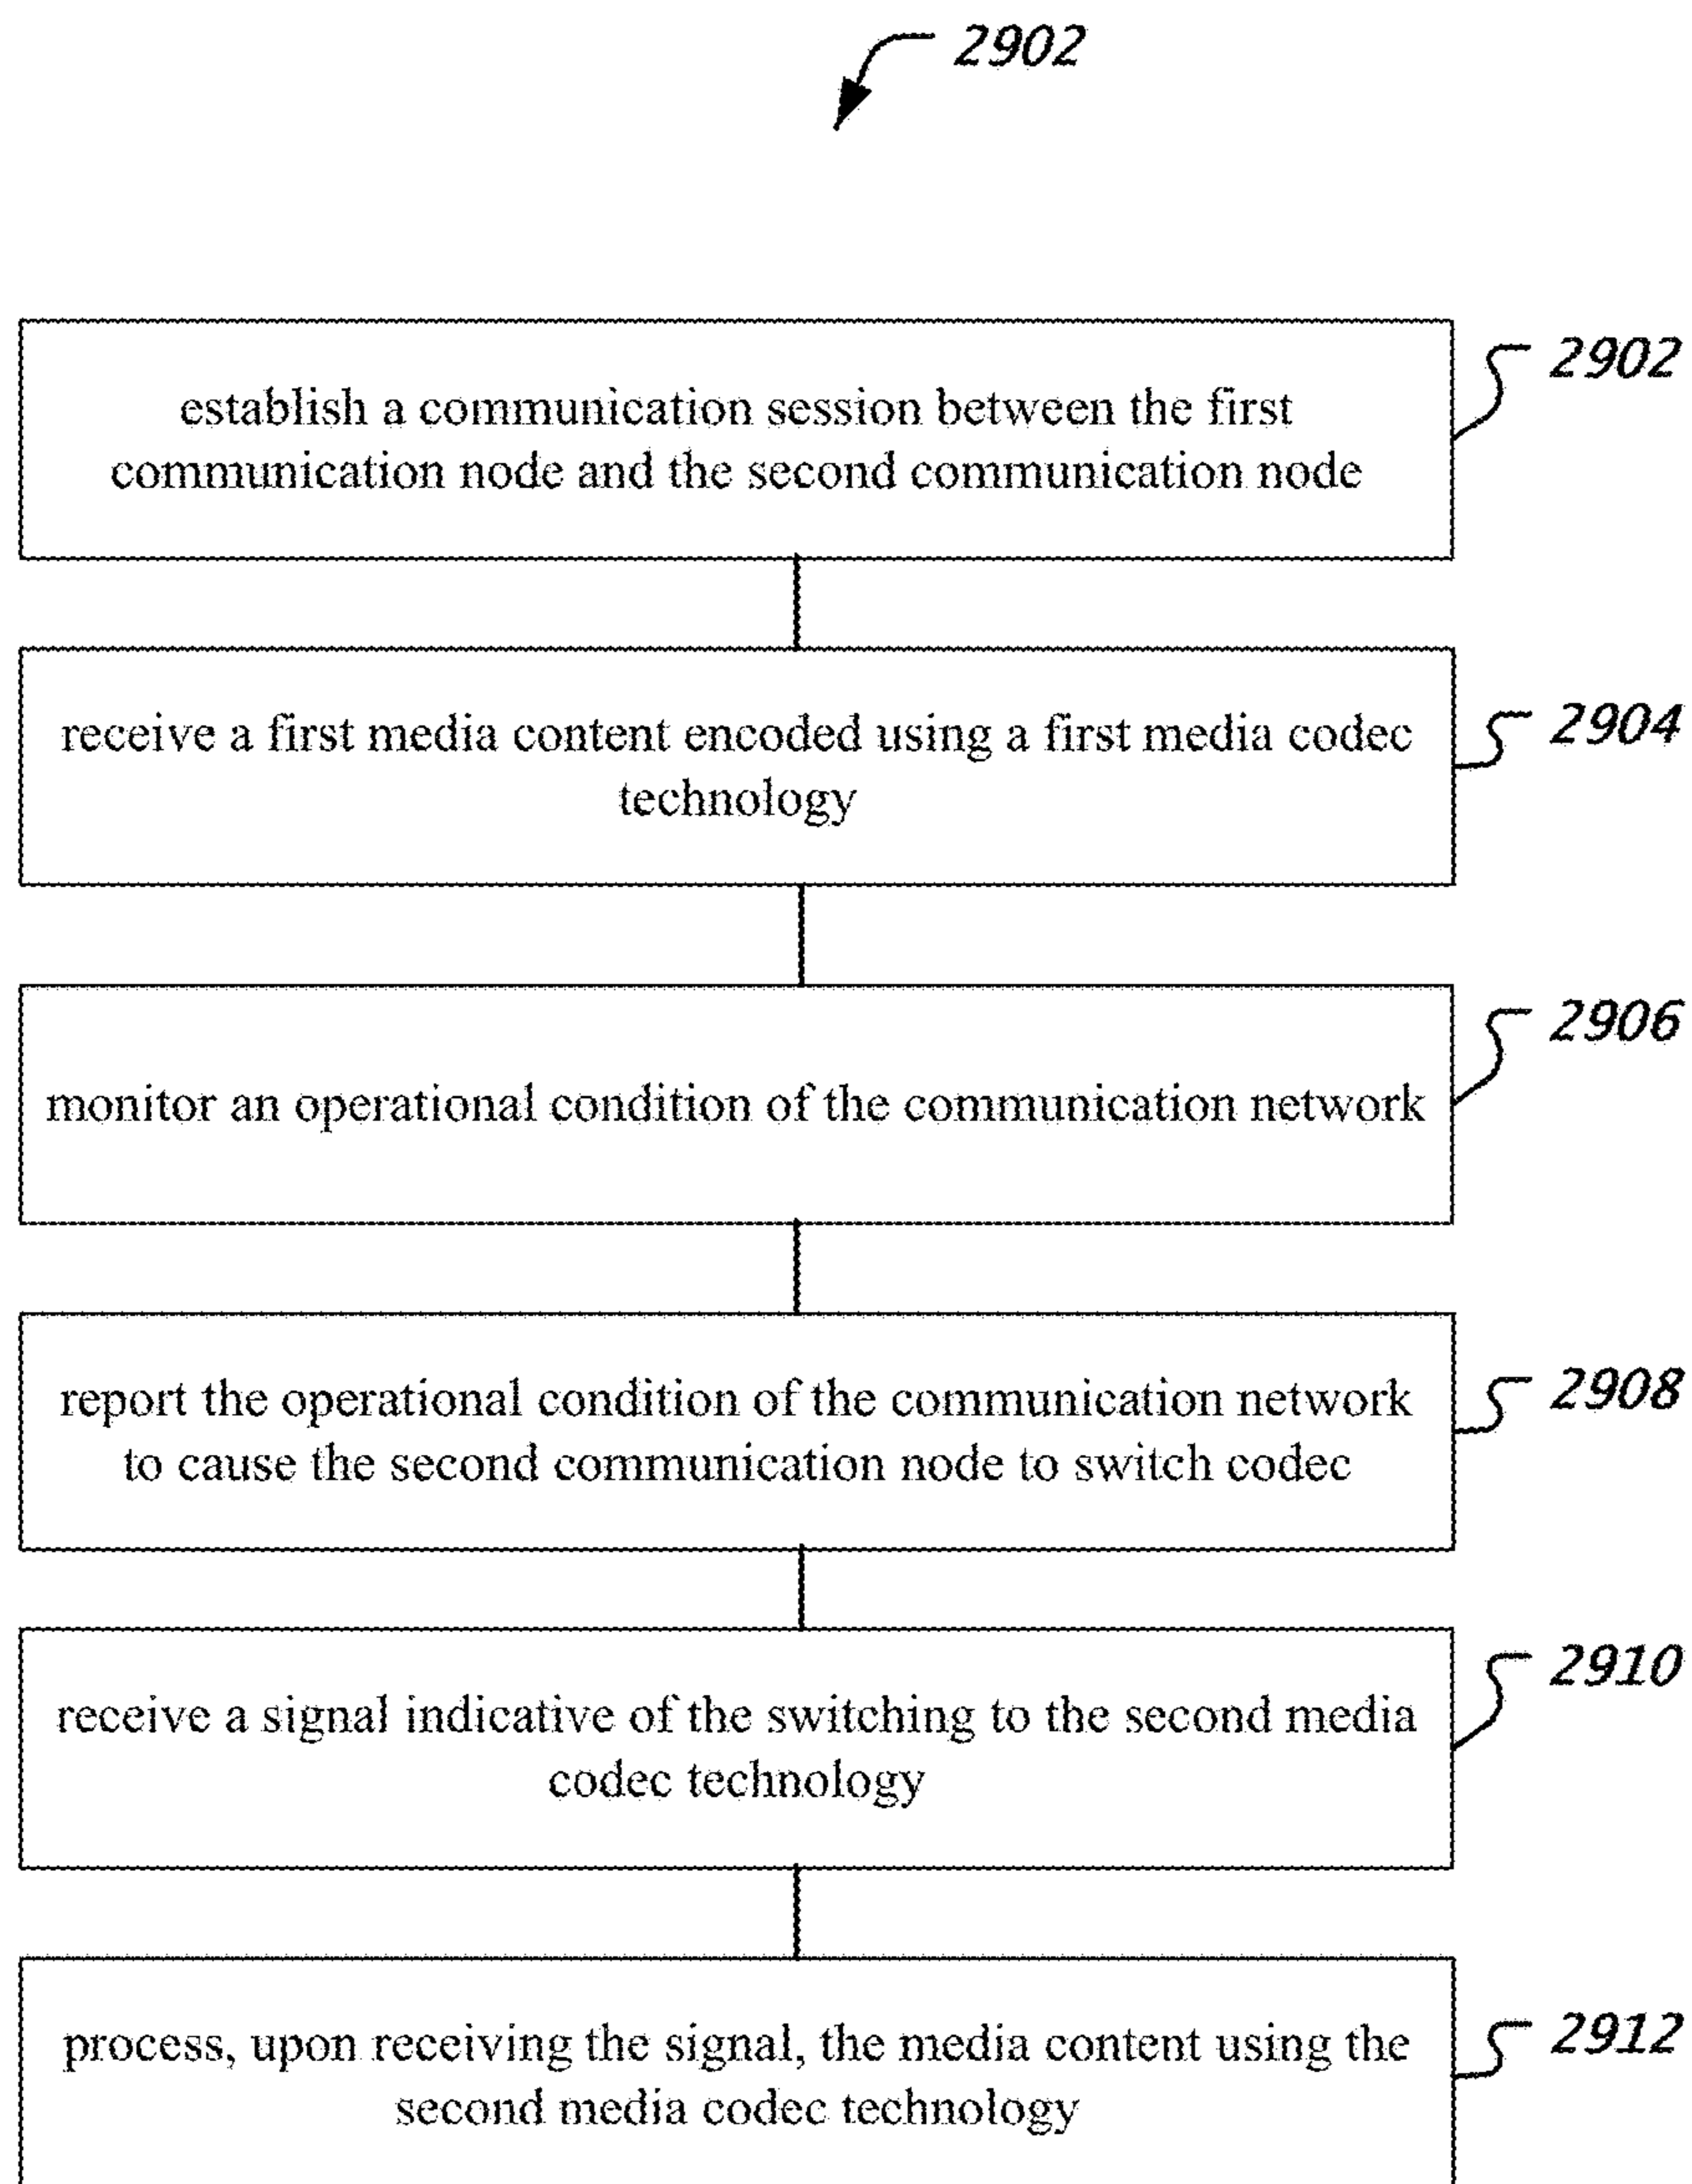 2902
establish a communication session between the first
communication node and the second communication node
2902
receive a first media content encoded using a first media codec
technology
2904
monitor an operational condition of the communication network
2906
report the operational condition of the communication network
to cause the second communication node to switch codec
2908
receive a signal indicative of the switching to the second media
codec technology
2910
process, upon receiving the signal, the media content using the
second media codec technology
2912